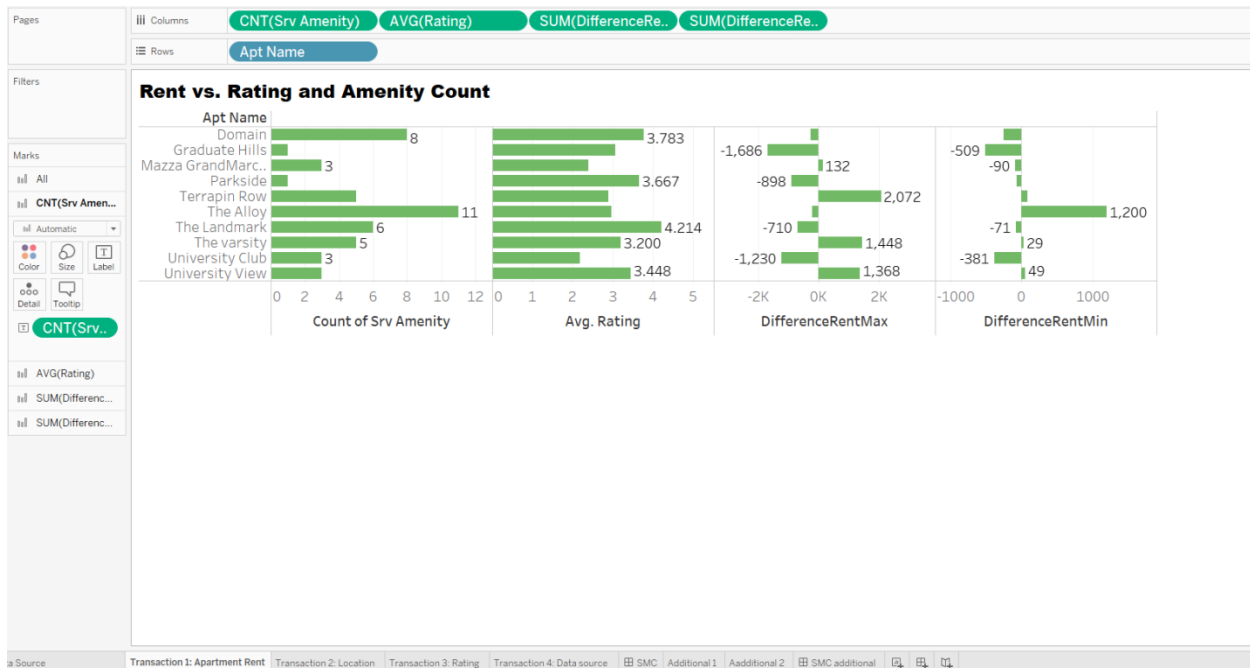 Pages
Columns
CNT(Srv Amenity)
AVG(Rating)
SUM(DifferenceRe..
SUM(DifferenceRe..
Rows
Apt Name
Filters
Marks
All
CNT(Srv Amen...
Automatic
Color
Size
Label
Detail
Tooltip
CNT(Srv..
AVG(Rating)
SUM(Differenc...
SUM(Differenc...
Rent vs. Rating and Amenity Count
Apt Name
Domain 8 3.783
Graduate Hills -1,686 -509
Mazza GrandMarc.. 3 132 -90
Parkside 3.667 -898
Terrapin Row 2,072
The Alloy 11 1,200
The Landmark 6 4.214 -710 -71
The varsity 5 3.200 1,448 29
University Club 3 -1,230 -381
University View 3.448 1,368 49
0 2 4 6 8 10 12 0 1 2 3 4 5 -2K 0K 2K -1000 0 1000
Count of Srv Amenity Avg. Rating DifferenceRentMax DifferenceRentMin
a Source Transaction 1: Apartment Rent Transaction 2: Location Transaction 3: Rating Transaction 4: Data source SMC Additional 1 Aadditional 2 SMC additional